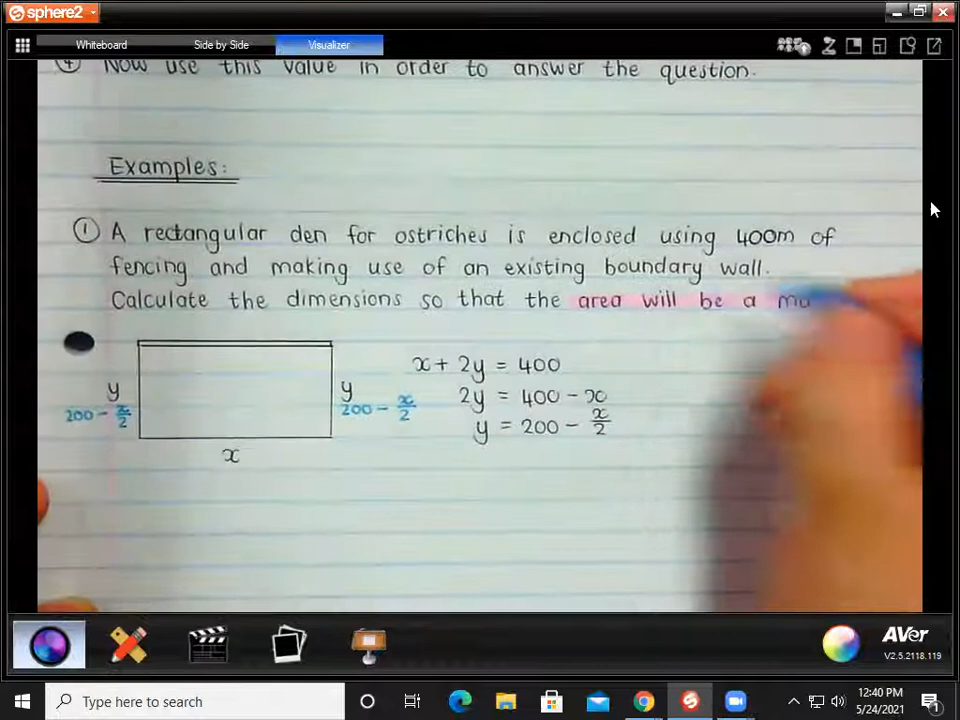 sphere2
Whiteboard
Side by Side
Visualizer
④ Now use this value in order to answer the question.
Examples:
① A rectangular den for ostriches is enclosed using 400m of
fencing and making use of an existing boundary wall.
Calculate the dimensions so that the area will be a
y
200 - x/2
y
200 - x/2
x
x + 2y = 400
2y = 400 - x
y = 200 - x/2
AVer
V2.5.2118.119
Type here to search
12:40 PM
5/24/2021
1